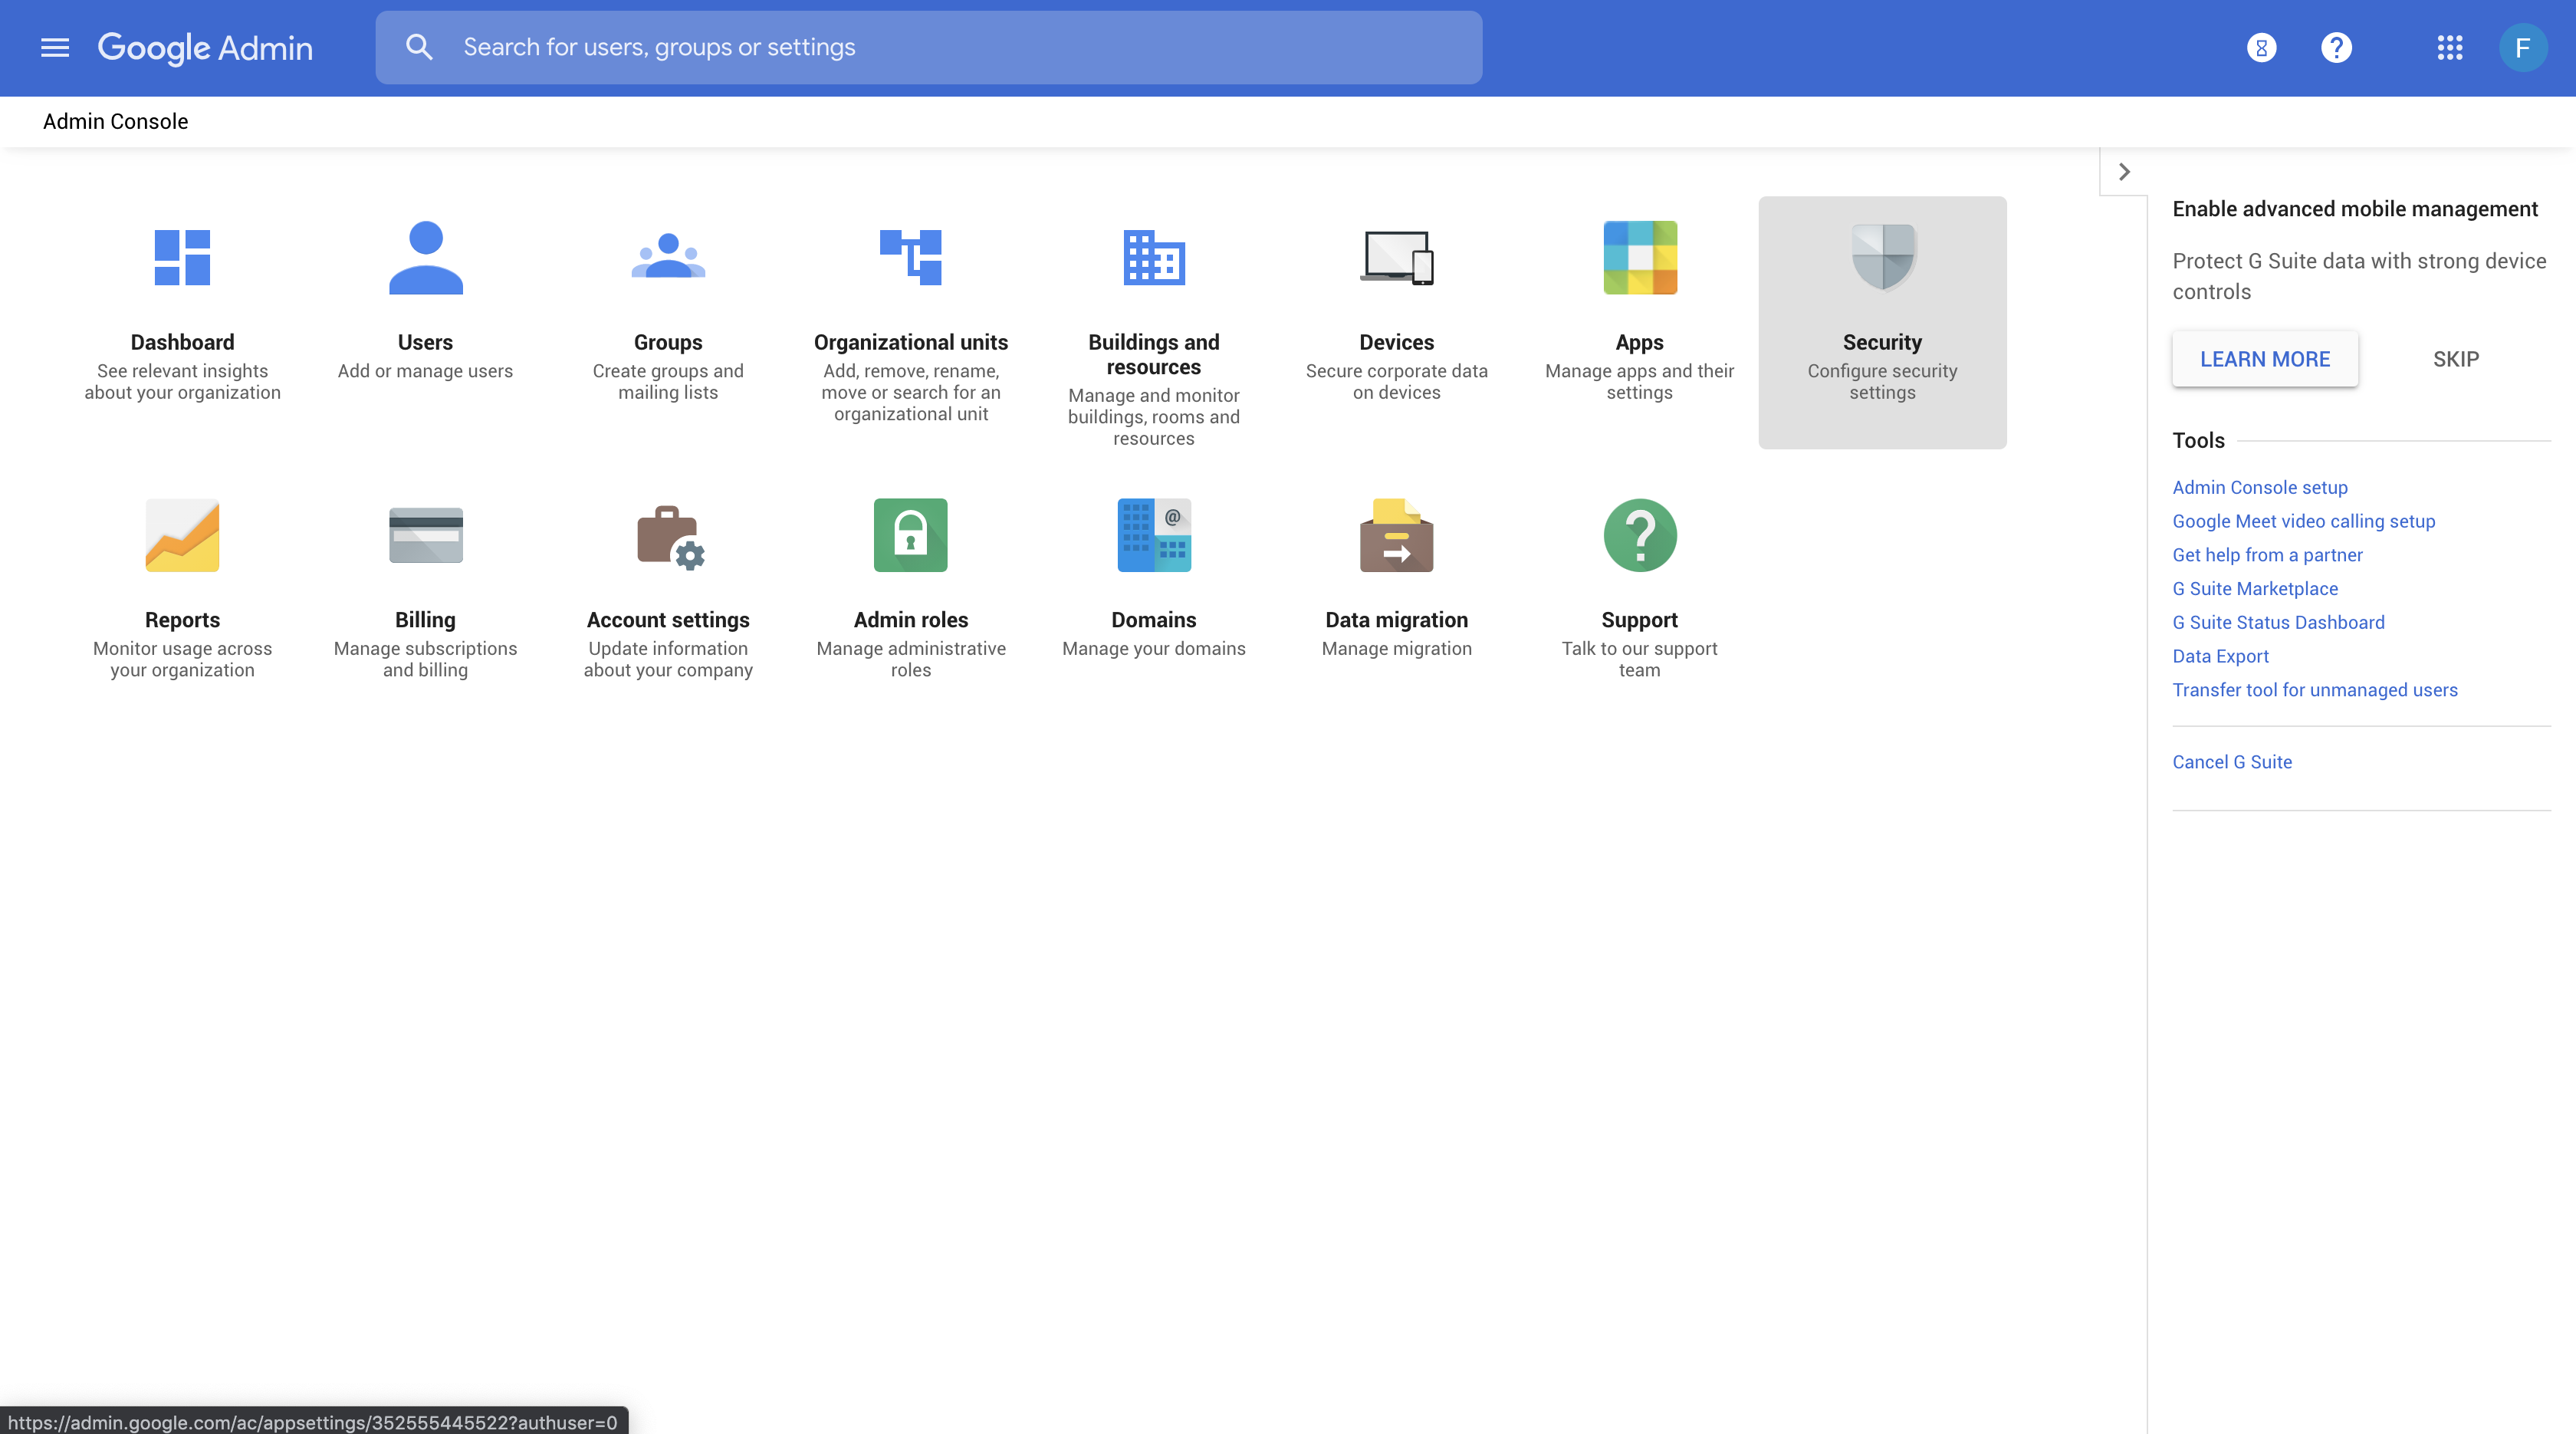 Google Admin
Search for users, groups or settings
F
Admin Console
Dashboard
See relevant insights
about your organization
Users
Add or manage users
Groups
Create groups and
mailing lists
Organizational units
Add, remove, rename,
move or search for an
organizational unit
Buildings and
resources
Manage and monitor
buildings, rooms and
resources
Devices
Secure corporate data
on devices
Apps
Manage apps and their
settings
Security
Configure security
settings
Reports
Monitor usage across
your organization
Billing
Manage subscriptions
and billing
Account settings
Update information
about your company
Admin roles
Manage administrative
roles
Domains
Manage your domains
Data migration
Manage migration
Support
Talk to our support
team
Enable advanced mobile management
Protect G Suite data with strong device
controls
LEARN MORE
SKIP
Tools
Admin Console setup
Google Meet video calling setup
Get help from a partner
G Suite Marketplace
G Suite Status Dashboard
Data Export
Transfer tool for unmanaged users
Cancel G Suite
https://admin.google.com/ac/appsettings/352555445522?authuser=0